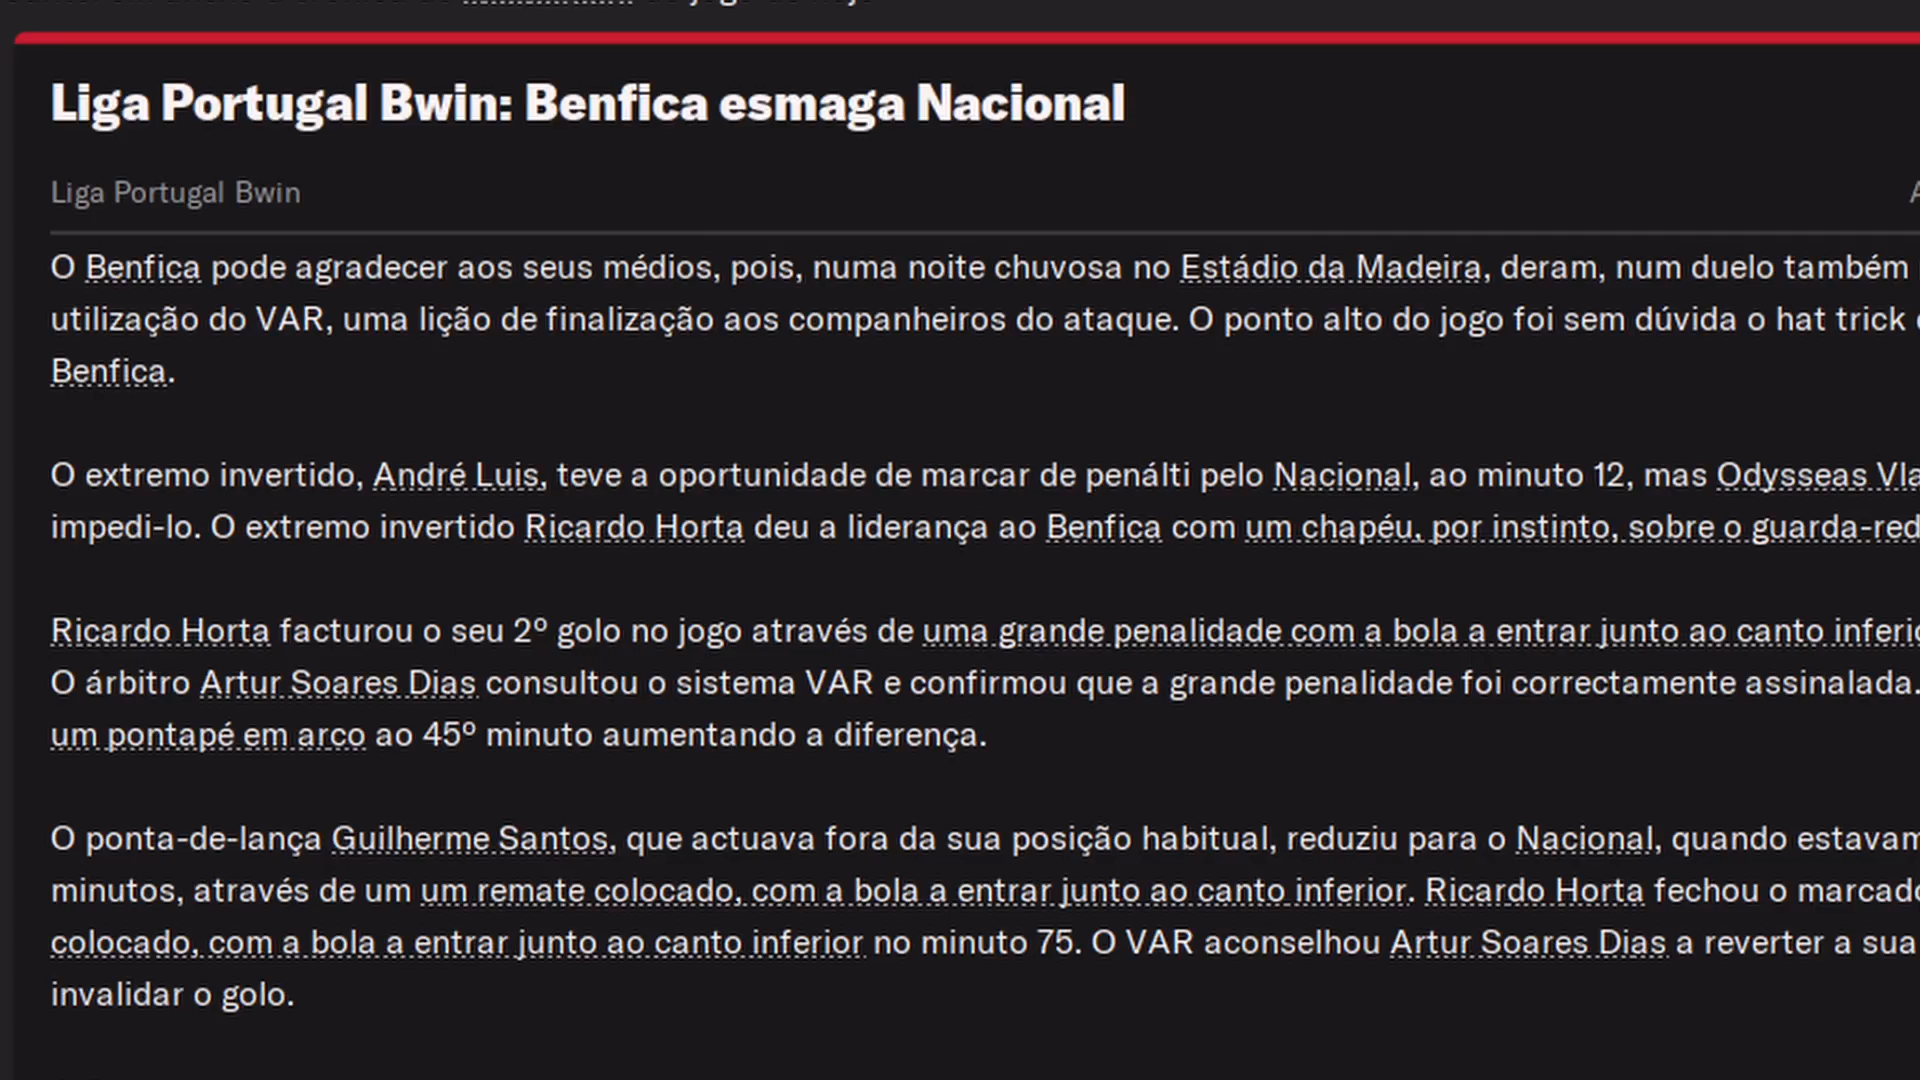 Liga Portugal Bwin: Benfica esmaga Nacional
Liga Portugal Bwin
O Benfica pode agradecer aos seus médios, pois, numa noite chuvosa no Estádio da Madeira, deram, num duelo também
utilização do VAR, uma lição de finalização aos companheiros do ataque. O ponto alto do jogo foi sem dúvida o hat trick
Benfica.
O extremo invertido, André Luis, teve a oportunidade de marcar de penálti pelo Nacional, ao minuto 12, mas Odysseas Vla
impedi-lo. O extremo invertido Ricardo Horta deu a liderança ao Benfica com um chapéu, por instinto, sobre o guarda-red
Ricardo Horta facturou o seu 2º golo no jogo através de uma grande penalidade com a bola a entrar junto ao canto inferio
O árbitro Artur Soares Dias consultou o sistema VAR e confirmou que a grande penalidade foi correctamente assinalada.
um pontapé em arco ao 45º minuto aumentando a diferença.
O ponta-de-lança Guilherme Santos, que actuava fora da sua posição habitual, reduziu para o Nacional, quando estavam
minutos, através de um um remate colocado, com a bola a entrar junto ao canto inferior. Ricardo Horta fechou o marcado
colocado, com a bola a entrar junto ao canto inferior no minuto 75. O VAR aconselhou Artur Soares Dias a reverter a sua
invalidar o golo.